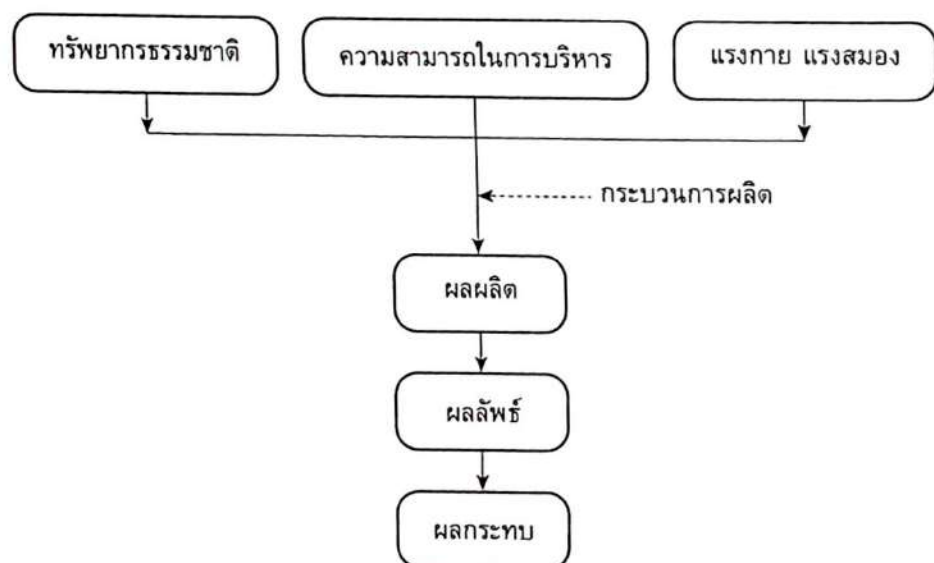 ทรัพยากรธรรมชาติ
ความสามารถในการบริหาร
แรงกาย แรงสมอง
กระบวนการผลิต
ผลผลิต
ผลลัพธ์
ผลกระทบ